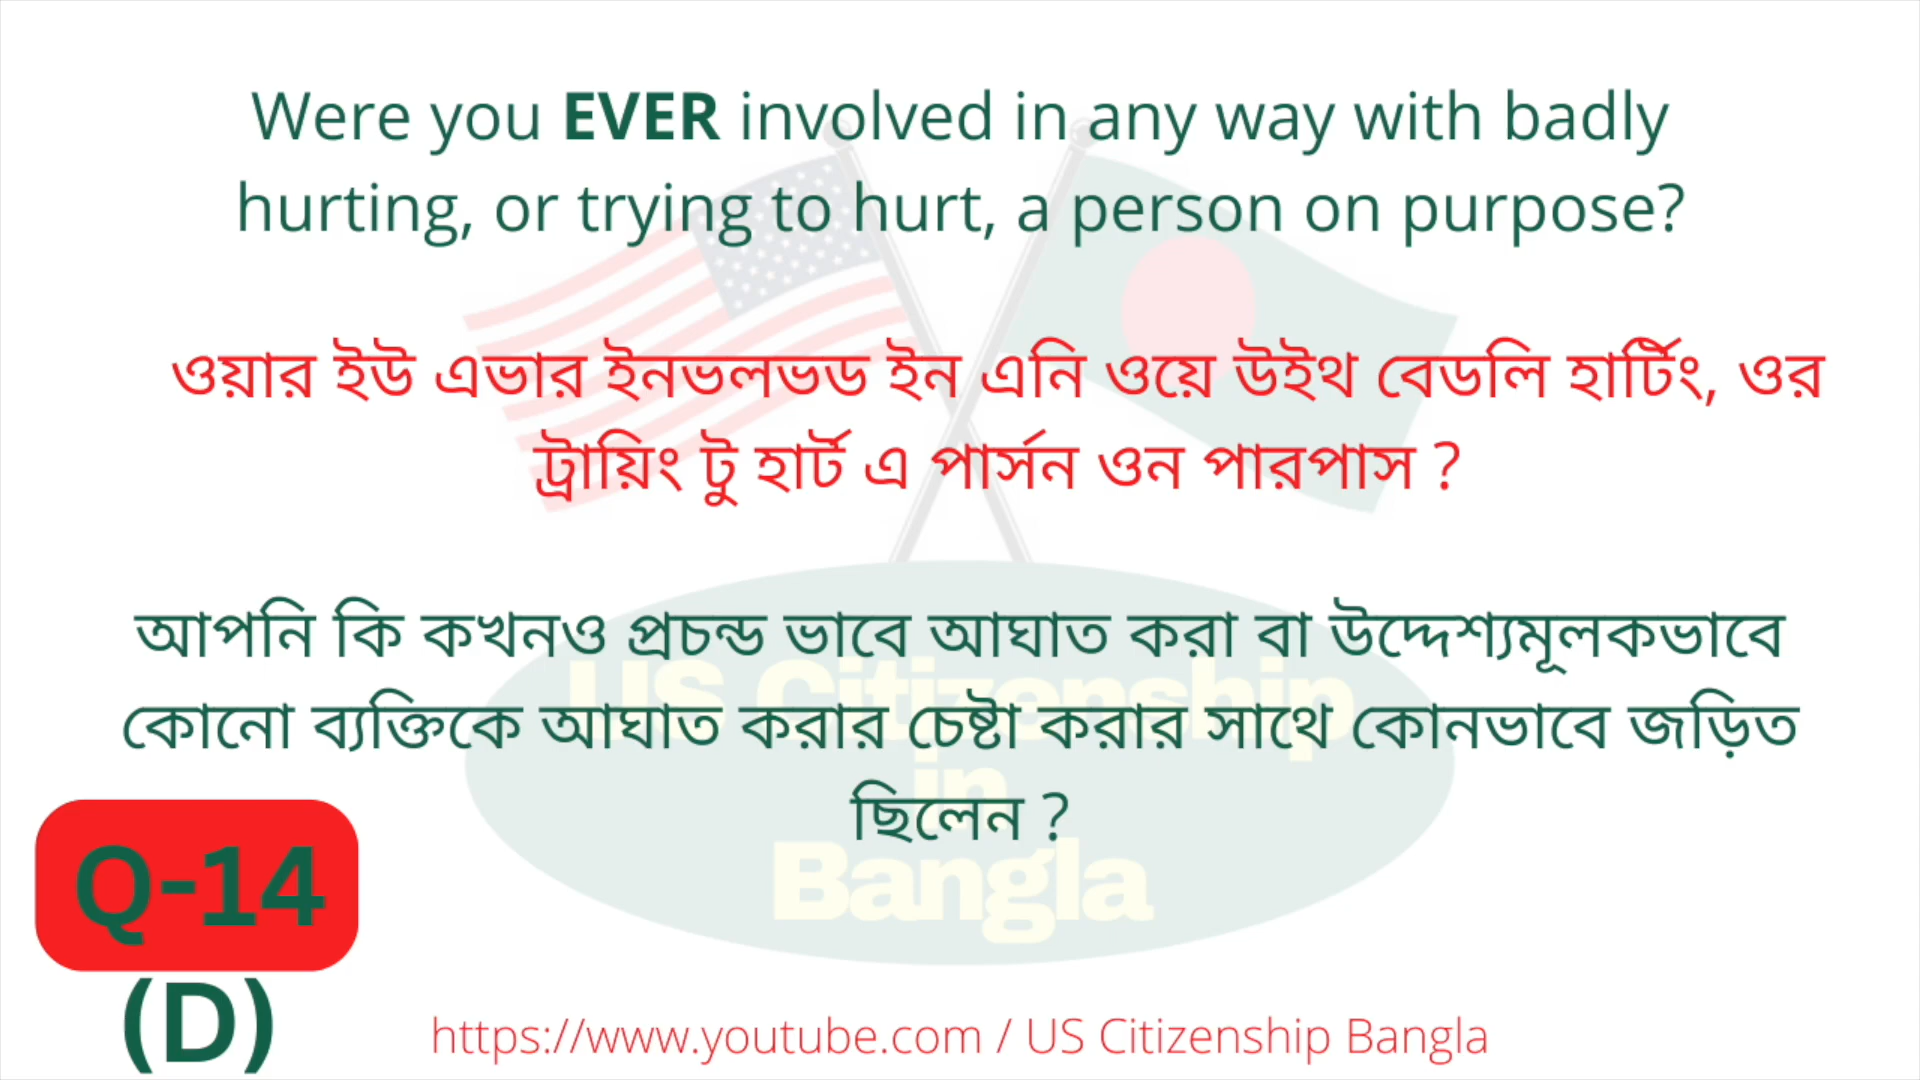 Were you EVER involved in any way with badly
hurting, or trying to hurt, a person on purpose?
ওয়ার ইউ এভার ইনভলভড ইন এনি ওয়ে উইথ বেডলি হার্টিং, ওর
ট্রায়িং টু হার্ট এ পার্সন ওন পারপাস ?
আপনি কি কখনও প্রচন্ড ভাবে আঘাত করা বা উদ্দেশ্যমূলকভাবে
কোনো ব্যক্তিকে আঘাত করার চেষ্টা করার সাথে কোনভাবে জড়িত
ছিলেন ?
US Citizenship
in
Bangla
Q-14
(D)
https://www.youtube.com / US Citizenship Bangla